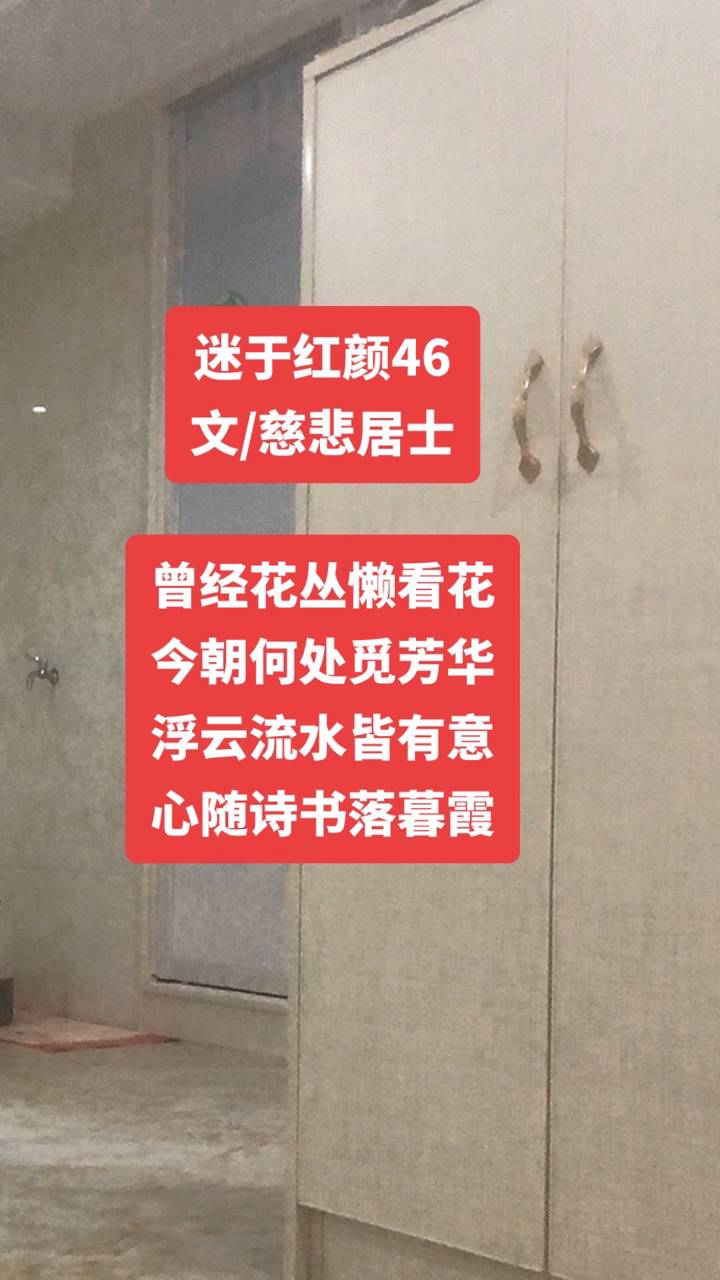 迷于红颜46
文/慈悲居士
曾经花丛懒看花
今朝何处觅芳华
浮云流水皆有意
心随诗书落暮霞